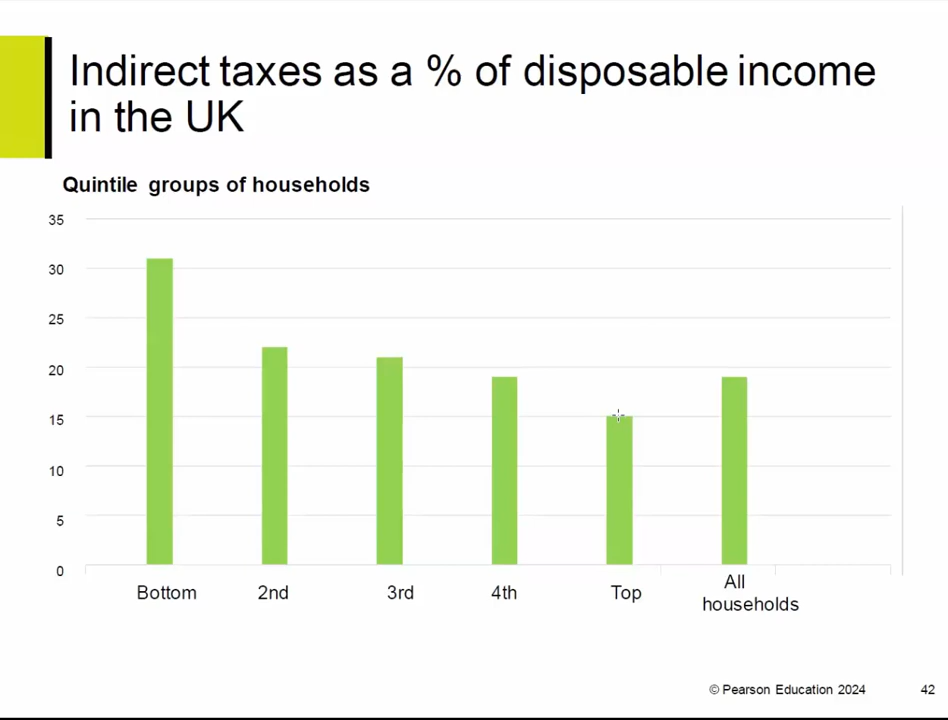 Indirect taxes as a % of disposable income
in the UK
Quintile groups of households
35
30
25
20
15
10
5
0
Bottom 2nd 3rd 4th Top All
households
© Pearson Education 2024 42